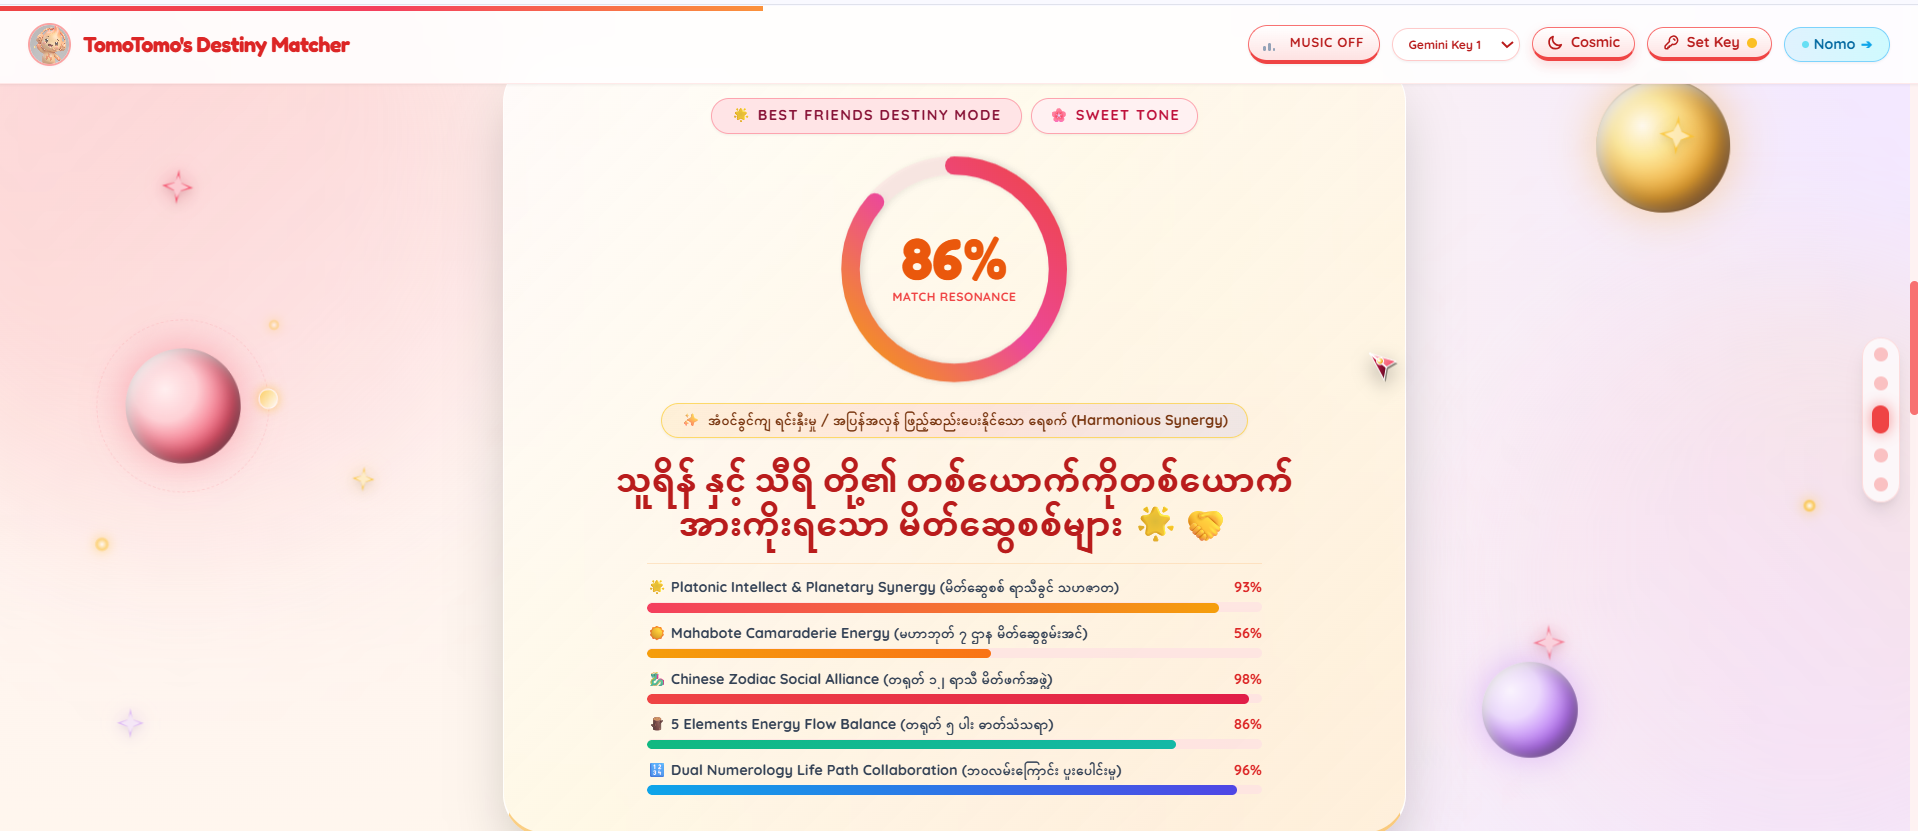 TomoTomo's Destiny Matcher
MUSIC OFF
Gemini Key 1
Cosmic
Set Key
Nomo →
BEST FRIENDS DESTINY MODE
SWEET TONE
86%
MATCH RESONANCE
အံဝင်ခွင်ကျ ရင်းနှီးမှု / အပြန်အလှန် ဖြည့်ဆည်းပေးနိုင်သော ရေစက် (Harmonious Synergy)
သူရိန် နှင့် သီရိ တို့၏ တစ်ယောက်ကိုတစ်ယောက်
အားကိုးရသော မိတ်ဆွေစစ်များ 🌟 🤝
Platonic Intellect & Planetary Synergy (မိတ်ဆွေစစ် ရာသီခွင် သဟဇာတ) 93%
Mahabote Camaraderie Energy (မဟာဘုတ် ၇ ဌာန မိတ်ဆွေစွမ်းအင်) 56%
Chinese Zodiac Social Alliance (တရုတ် ၁၂ ရာသီ မိတ်ဖက်အဖွဲ့) 98%
5 Elements Energy Flow Balance (တရုတ် ၅ ပါး ဓာတ်သံသရာ) 86%
Dual Numerology Life Path Collaboration (ဘဝလမ်းကြောင်း ပူးပေါင်းမှု) 96%